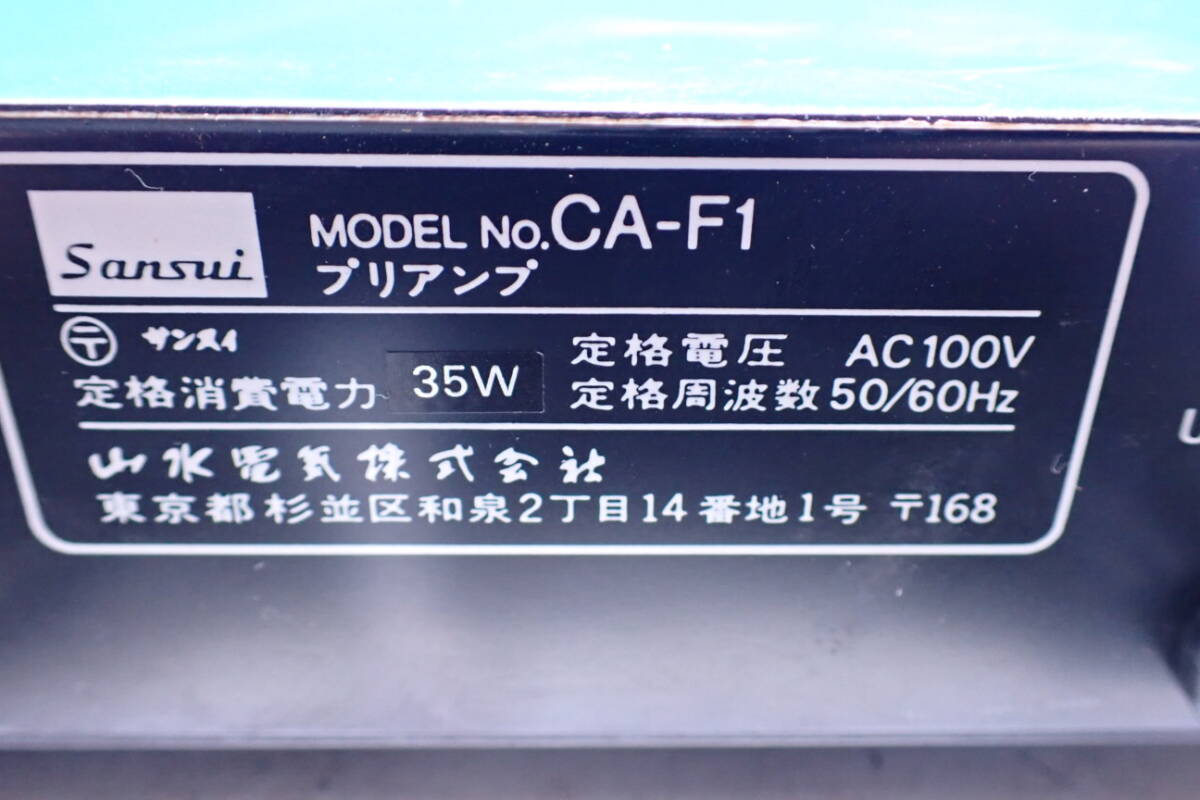 Sansui
MODEL No.CA-F1
プリアンプ
〒 サンスイ
定格電圧 AC100V
定格消費電力 35W
定格周波数 50/60Hz
山水電気株式会社
東京都杉並区和泉2丁目14番地1号 〒168